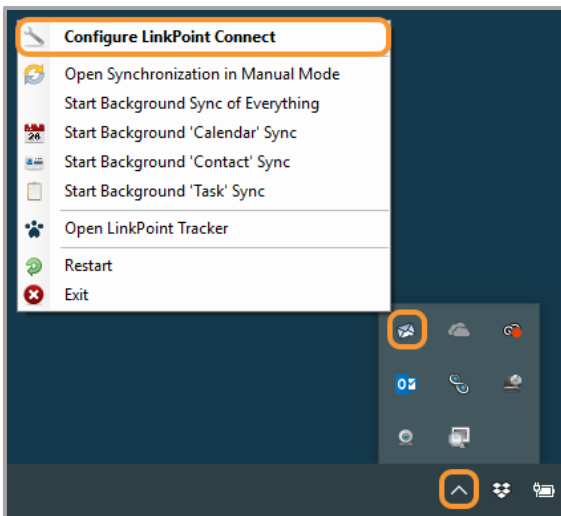 Configure LinkPoint Connect
Open Synchronization in Manual Mode
Start Background Sync of Everything
26
Start Background 'Calendar' Sync
Start Background 'Contact' Sync
Start Background 'Task' Sync
Open LinkPoint Tracker
Restart
Exit